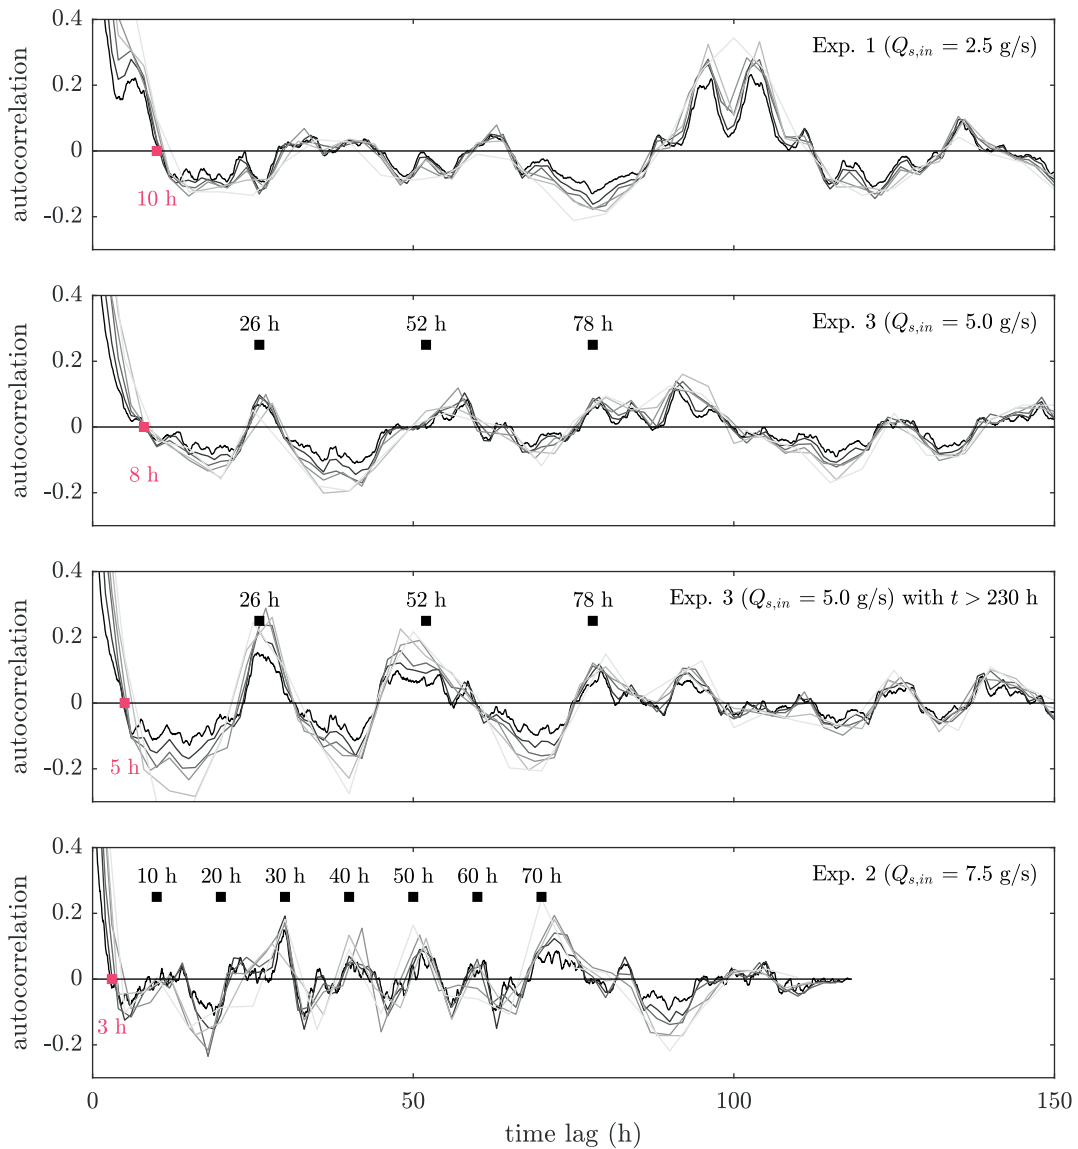 0.4
Exp. 1 (Q_{s,in} = 2.5 g/s)
0.2
autocorrelation
0
10 h
-0.2
0.4
Exp. 3 (Q_{s,in} = 5.0 g/s)
26 h 52 h 78 h
0.2
autocorrelation
0
8 h
-0.2
0.4
Exp. 3 (Q_{s,in} = 5.0 g/s) with t > 230 h
26 h 52 h 78 h
0.2
autocorrelation
0
5 h
-0.2
0.4
Exp. 2 (Q_{s,in} = 7.5 g/s)
10 h 20 h 30 h 40 h 50 h 60 h 70 h
0.2
autocorrelation
0
3 h
-0.2
0 50 100 150
time lag (h)